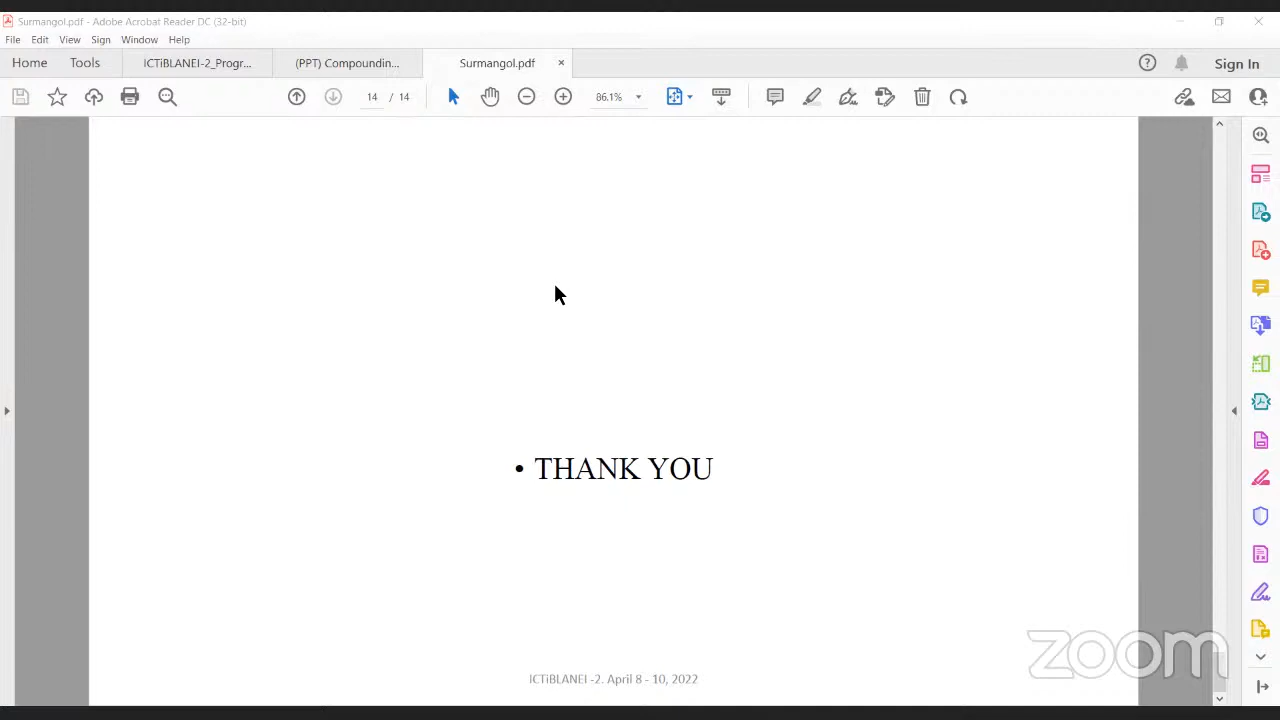 Surmangol.pdf - Adobe Acrobat Reader DC (32-bit)
File Edit View Sign Window Help
Home Tools ICTiBLANEI-2_Progr... (PPT) Compoundin... Surmangol.pdf × Sign In
14 / 14 86.1%
• THANK YOU
ICTiBLANEI -2. April 8 - 10, 2022
zoom